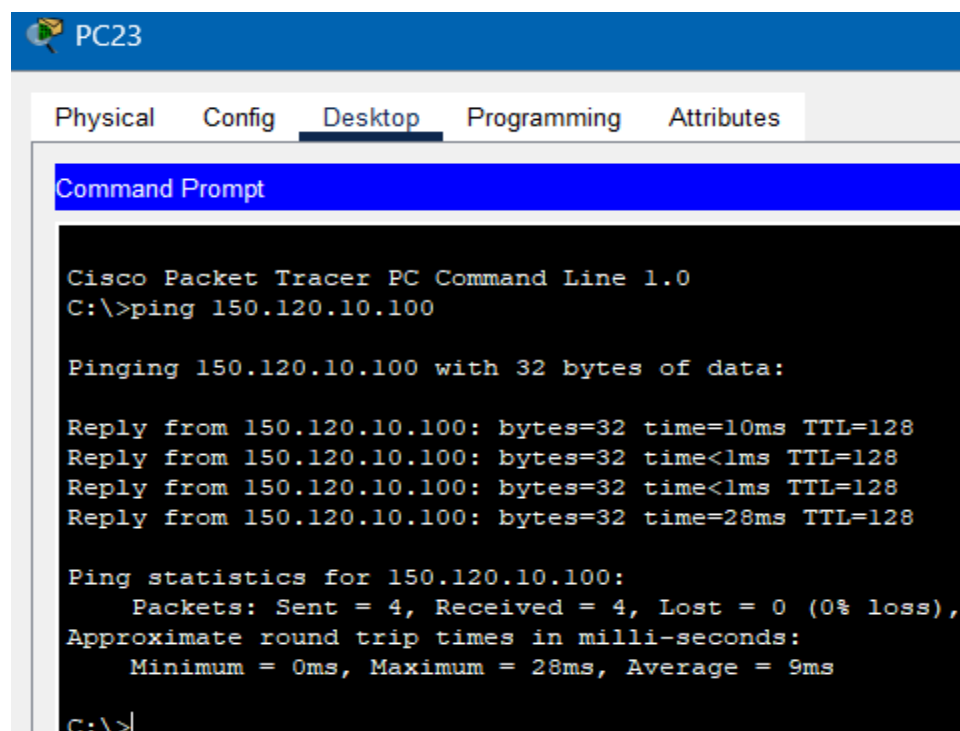 PC23
Physical Config Desktop Programming Attributes
Command Prompt
Cisco Packet Tracer PC Command Line 1.0
C:\>ping 150.120.10.100
Pinging 150.120.10.100 with 32 bytes of data:
Reply from 150.120.10.100: bytes=32 time=10ms TTL=128
Reply from 150.120.10.100: bytes=32 time<1ms TTL=128
Reply from 150.120.10.100: bytes=32 time<1ms TTL=128
Reply from 150.120.10.100: bytes=32 time=28ms TTL=128
Ping statistics for 150.120.10.100:
Packets: Sent = 4, Received = 4, Lost = 0 (0% loss),
Approximate round trip times in milli-seconds:
Minimum = 0ms, Maximum = 28ms, Average = 9ms
C:\>